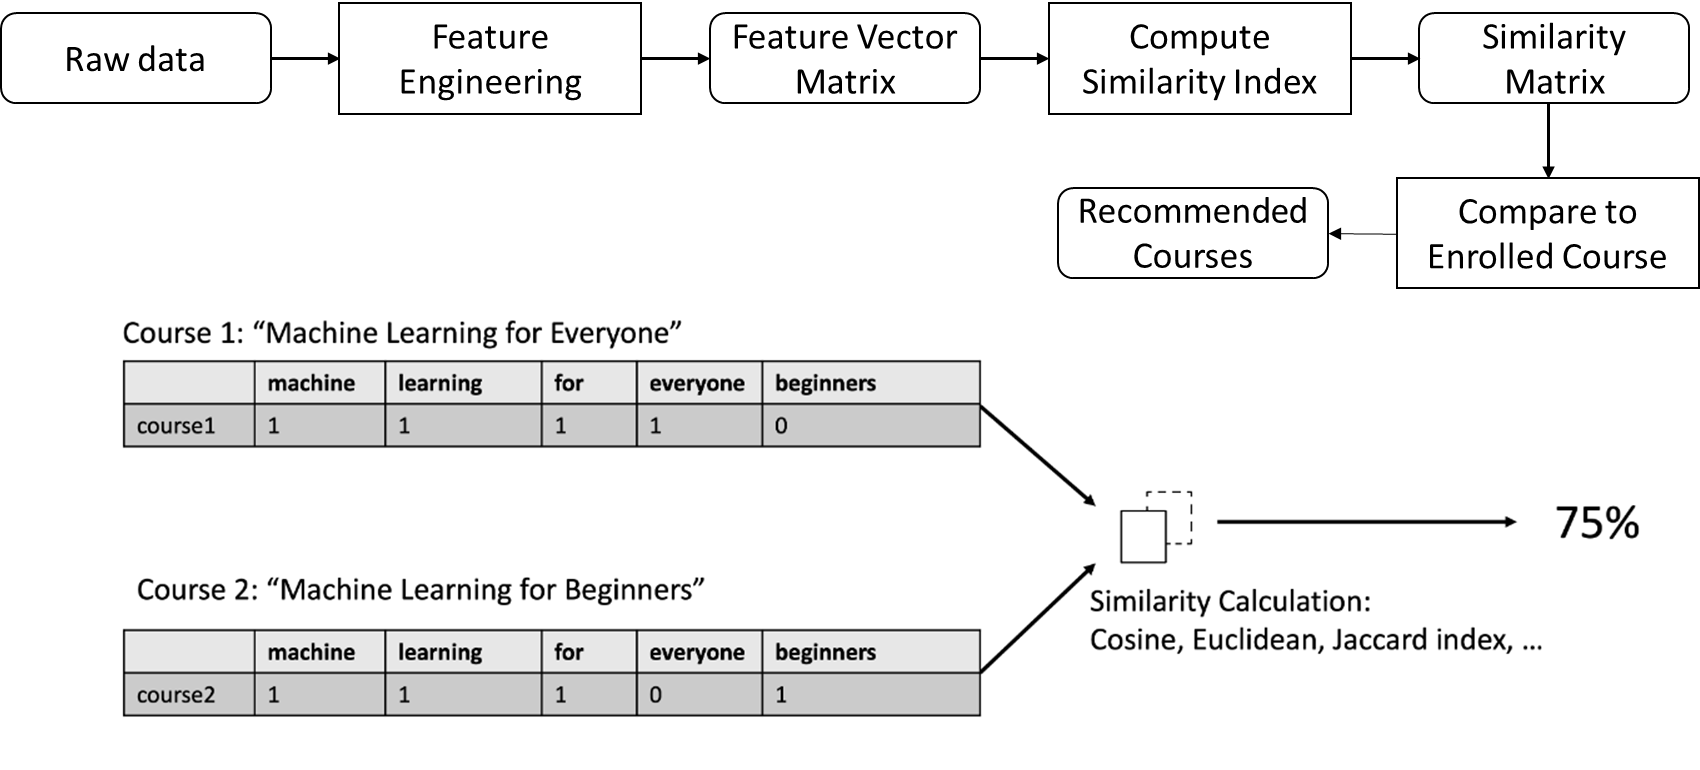 Raw data
Feature
Engineering
Feature Vector
Matrix
Compute
Similarity Index
Similarity
Matrix
Recommended
Courses
Compare to
Enrolled Course
Course 1: “Machine Learning for Everyone”
machine learning for everyone beginners
course1 1 1 1 1 0
75%
Course 2: “Machine Learning for Beginners”
Similarity Calculation:
Cosine, Euclidean, Jaccard index, ...
machine learning for everyone beginners
course2 1 1 1 0 1